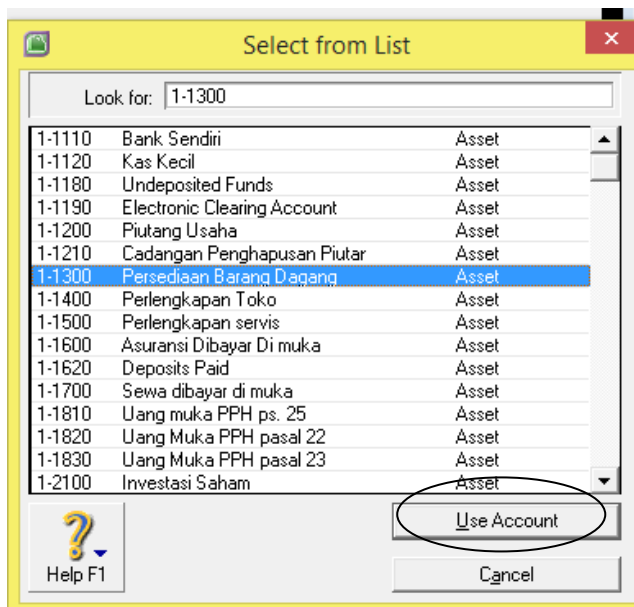 Select from List
Look for: 1-1300
1-1110 Bank Sendiri Asset
1-1120 Kas Kecil Asset
1-1180 Undeposited Funds Asset
1-1190 Electronic Clearing Account Asset
1-1200 Piutang Usaha Asset
1-1210 Cadangan Penghapusan Piutar Asset
1-1300 Persediaan Barang Dagang Asset
1-1400 Perlengkapan Toko Asset
1-1500 Perlengkapan servis Asset
1-1600 Asuransi Dibayar Di muka Asset
1-1620 Deposits Paid Asset
1-1700 Sewa dibayar di muka Asset
1-1810 Uang muka PPH ps. 25 Asset
1-1820 Uang Muka PPH pasal 22 Asset
1-1830 Uang Muka PPH pasal 23 Asset
1-2100 Investasi Saham Asset
Use Account
Help F1
Cancel